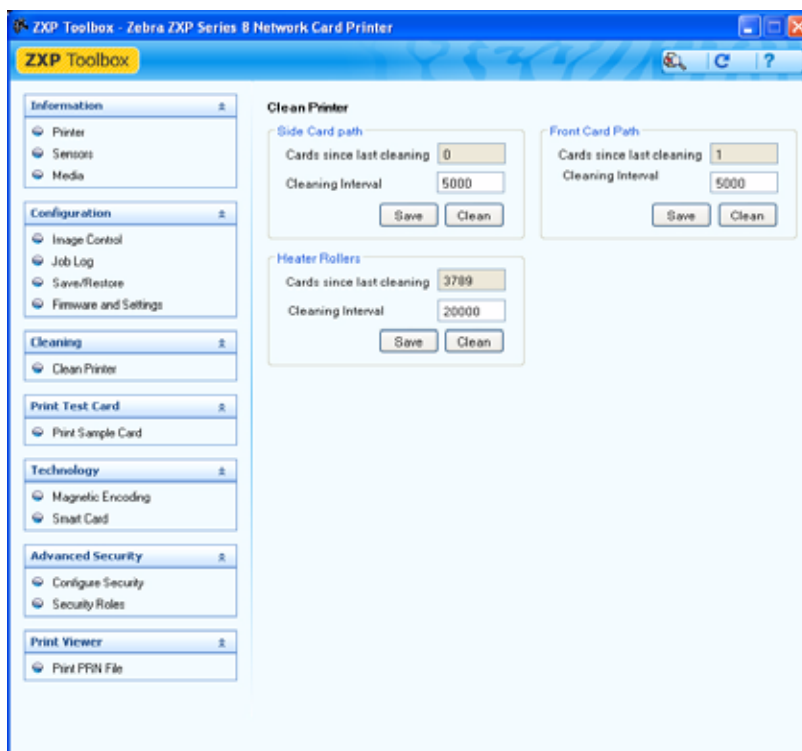 ZXP Toolbox - Zebra ZXP Series 8 Network Card Printer
ZXP Toolbox
?
Information
Printer
Sensors
Media
Configuration
Image Control
Job Log
Save/Restore
Firmware and Settings
Cleaning
Clean Printer
Print Test Card
Print Sample Card
Technology
Magnetic Encoding
Smart Card
Advanced Security
Configure Security
Security Roles
Print Viewer
Print PRN File
Clean Printer
Side Card path
Cards since last cleaning 0
Cleaning Interval 5000
Save Clean
Front Card Path
Cards since last cleaning 1
Cleaning Interval 5000
Save Clean
Heater Rollers
Cards since last cleaning 3789
Cleaning Interval 20000
Save Clean